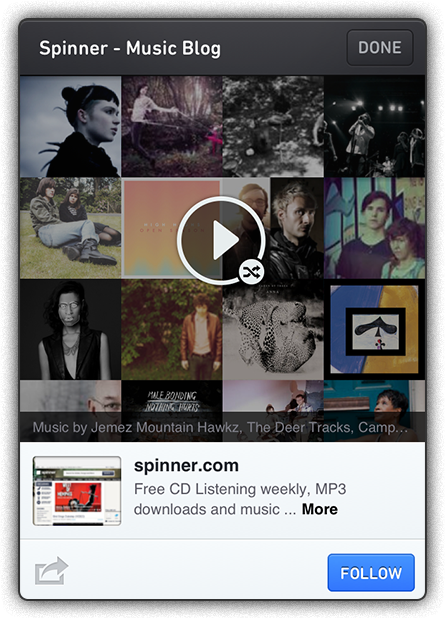 Spinner - Music Blog
DONE
MALE BONDING
NOTHING HURTS
Music by Jemez Mountain Hawkz, The Deer Tracks, Camp...
spinner.com
Free CD Listening weekly, MP3
downloads and music ... More
FOLLOW